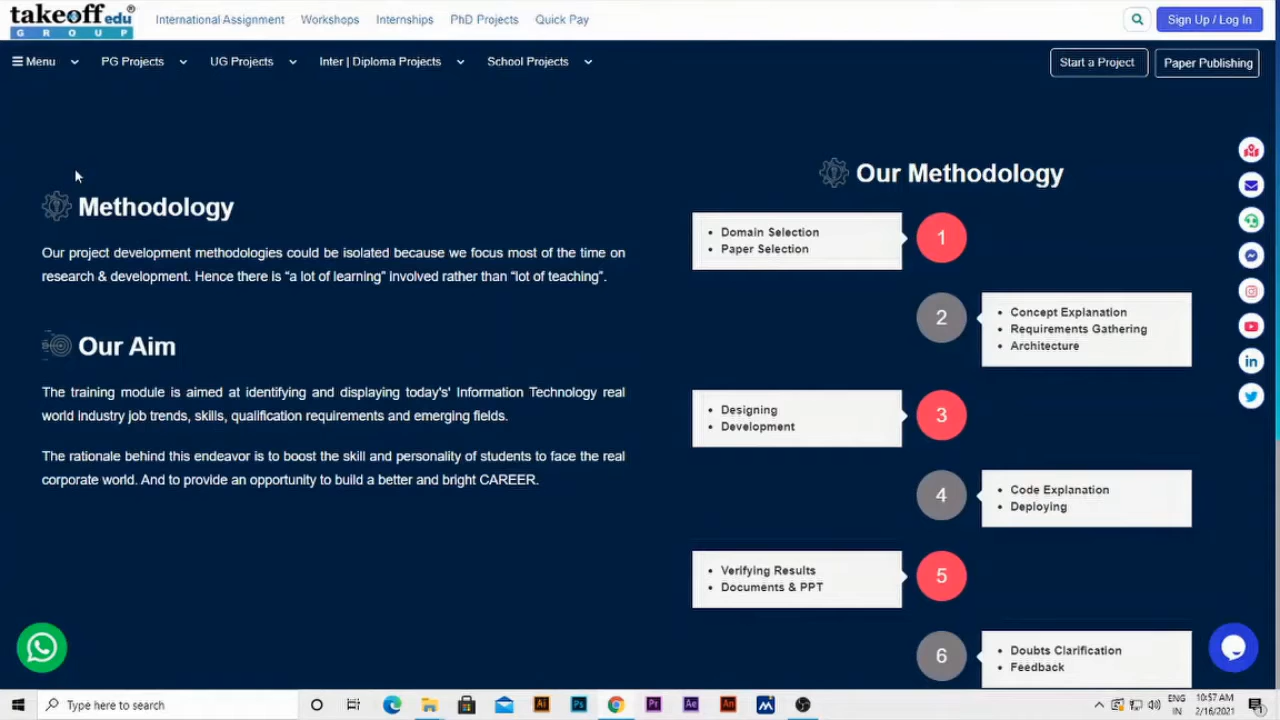 takeoff edu
GROUP
International Assignment
Workshops
Internships
PhD Projects
Quick Pay
Sign Up / Log In
Menu
PG Projects
UG Projects
Inter | Diploma Projects
School Projects
Start a Project
Paper Publishing
Methodology
Our project development methodologies could be isolated because we focus most of the time on
research & development. Hence there is “a lot of learning” Involved rather than “lot of teaching”.
Our Aim
The training module is aimed at identifying and displaying today's' Information Technology real
world Industry job trends, skills, qualification requirements and emerging fields.
The rationale behind this endeavor is to boost the skill and personality of students to face the real
corporate world. And to provide an opportunity to build a better and bright CAREER.
Our Methodology
Domain Selection
Paper Selection
1
2
Concept Explanation
Requirements Gathering
Architecture
Designing
Development
3
4
Code Explanation
Deploying
Verifying Results
Documents & PPT
5
6
Doubts Clarification
Feedback
Type here to search
Ai
Ps
Pr
Ae
An
ENG
IN
10:57 AM
2/16/2021